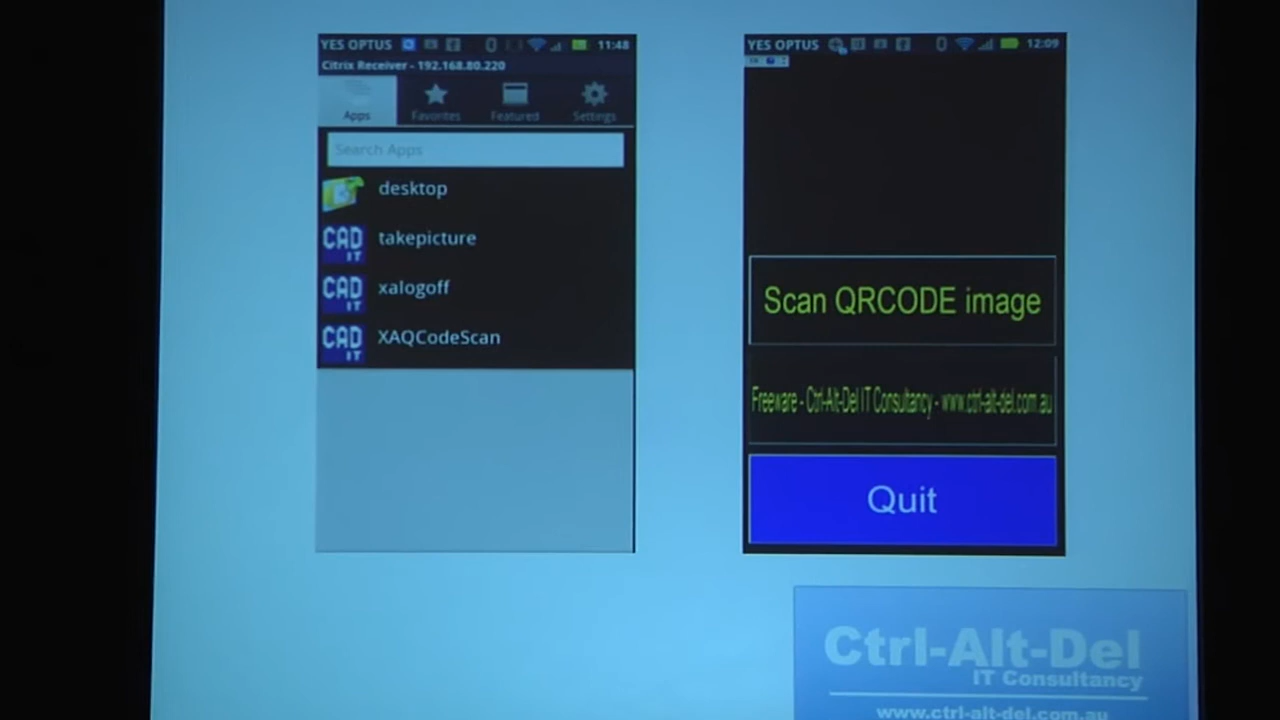 YES OPTUS 11:48
Citrix Receiver - 192.168.80.220
Apps Favorites Featured Settings
Search Apps
desktop
CAD IT takepicture
CAD IT xalogoff
CAD IT XAQCodeScan
YES OPTUS 12:09
Scan QRCODE image
Freeware - Ctrl-Alt-Del IT Consultancy - www.ctrl-alt-del.com.au
Quit
Ctrl-Alt-Del
IT Consultancy
www.ctrl-alt-del.com.au